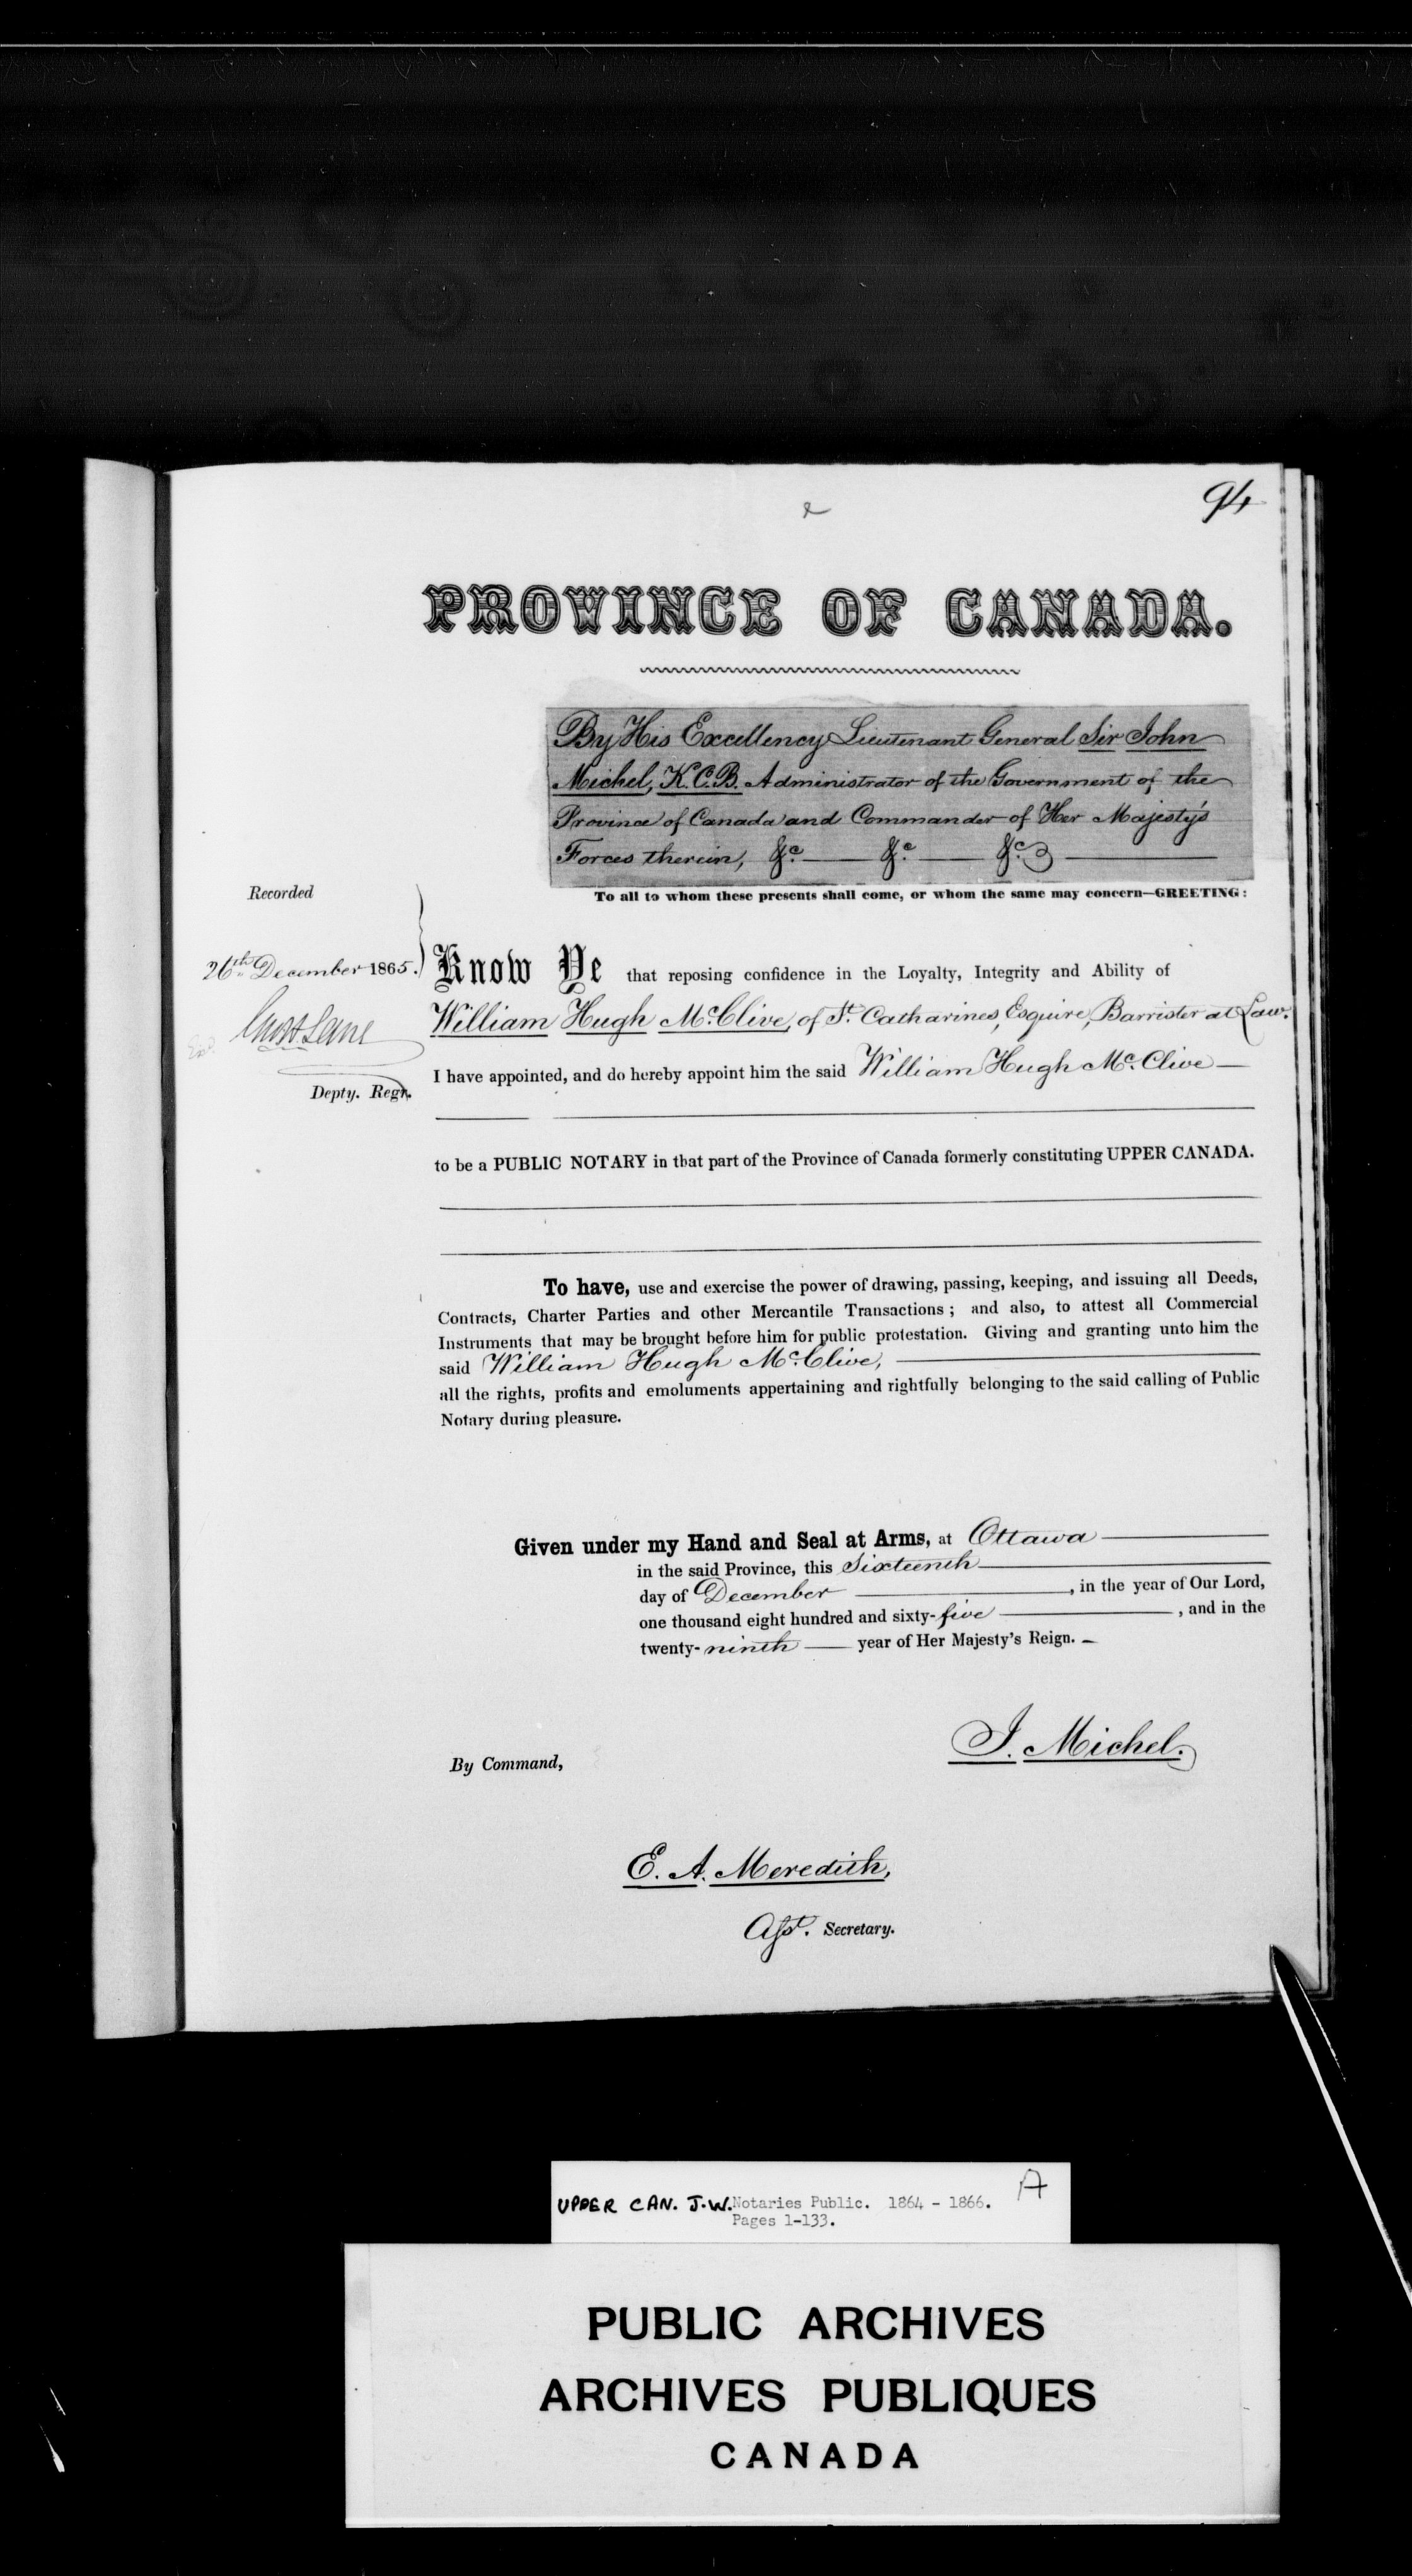 94
PROVINCE OF CANADA.
By His Excellency Lieutenant General Sir John
Michel, K.C.B. Administrator of the Government of the
Province of Canada and Commander of Her Majesty's
Forces therein, &c. &c. &c.
To all to whom these presents shall come, or whom the same may concern—GREETING:
Recorded
26th December 1865.
Depty. Regr.
Know Ye that reposing confidence in the Loyalty, Integrity and Ability of
William Hugh McClive, of St. Catharines, Esquire, Barrister at Law.
I have appointed, and do hereby appoint him the said William Hugh McClive
to be a PUBLIC NOTARY in that part of the Province of Canada formerly constituting UPPER CANADA.
To have, use and exercise the power of drawing, passing, keeping, and issuing all Deeds,
Contracts, Charter Parties and other Mercantile Transactions; and also, to attest all Commercial
Instruments that may be brought before him for public protestation. Giving and granting unto him the
said William Hugh McClive,
all the rights, profits and emoluments appertaining and rightfully belonging to the said calling of Public
Notary during pleasure.
Given under my Hand and Seal at Arms, at Ottawa
in the said Province, this Sixteenth
day of December, in the year of Our Lord,
one thousand eight hundred and sixty-five, and in the
twenty-ninth year of Her Majesty's Reign.
J. Michel.
By Command,
E. A. Meredith,
Asst. Secretary.
UPPER CAN. J.W. Notaries Public. 1864 - 1866. A
Pages 1-133.
PUBLIC ARCHIVES
ARCHIVES PUBLIQUES
CANADA